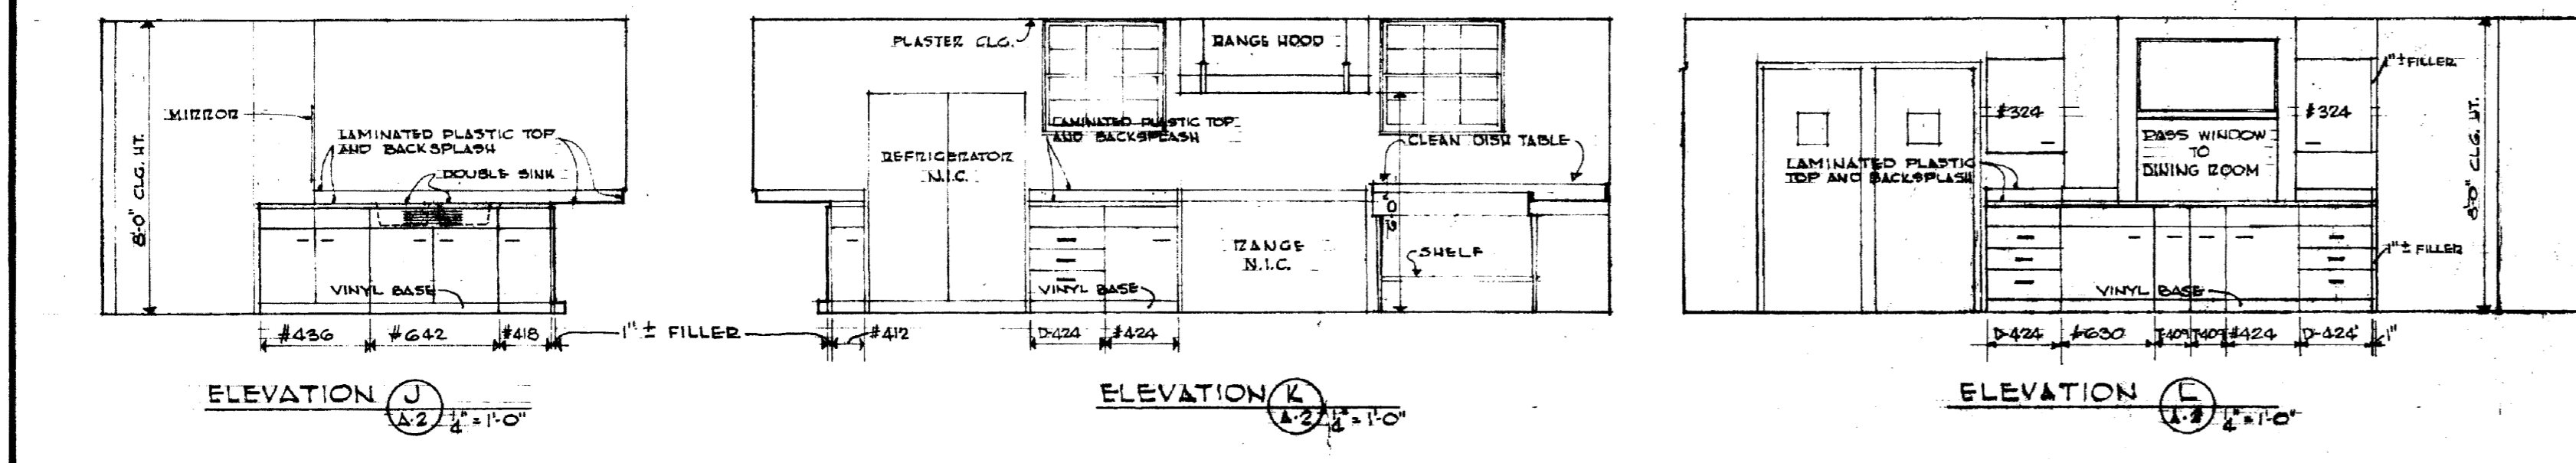 8'-0" CLG. HT.
MIRROR
LAMINATED PLASTIC TOP
AND BACKSPLASH
DOUBLE SINK
VINYL BASE
#436
#642
#418
1" ± FILLER
ELEVATION J
A-2
1/4" = 1'-0"
PLASTER CLG.
RANGE HOOD
LAMINATED PLASTIC TOP
AND BACKSPLASH
REFRIGERATOR
N.I.C.
CLEAN DISH TABLE
RANGE
N.I.C.
SHELF
VINYL BASE
#412
D-424
#424
ELEVATION K
A-2
1/4" = 1'-0"
1" ± FILLER
#324
#324
PASS WINDOW
TO
DINING ROOM
LAMINATED PLASTIC
TOP AND BACKSPLASH
8'-0" CLG. HT.
1" ± FILLER
VINYL BASE
D-424
#630
T-409
T-409
#424
D-424
1"
ELEVATION L
1/4" = 1'-0"